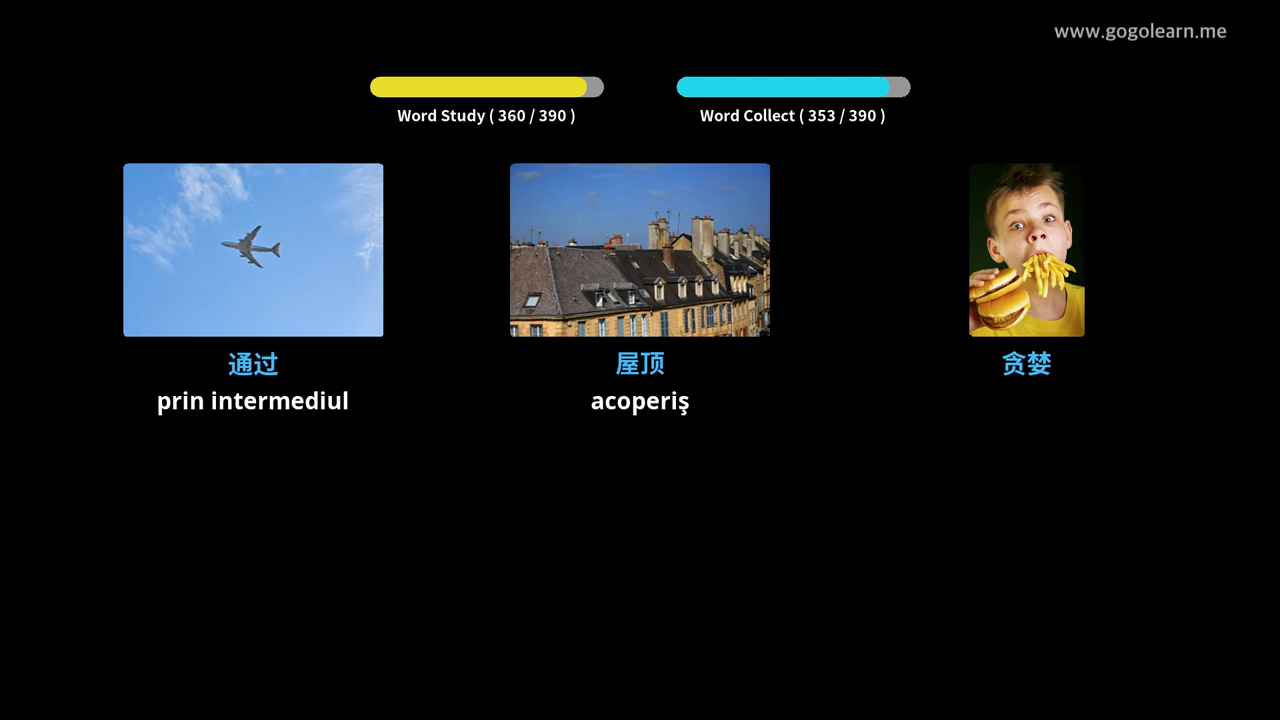 www.gogolearn.me
Word Study ( 360 / 390 )
Word Collect ( 353 / 390 )
通过
屋顶
贪婪
prin intermediul
acoperiş